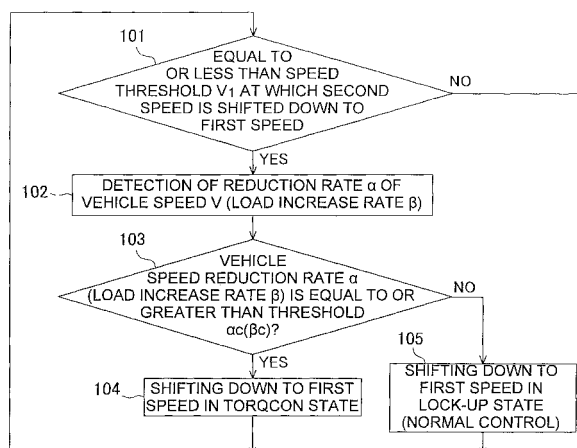 101
EQUAL TO
OR LESS THAN SPEED
THRESHOLD V1 AT WHICH SECOND
SPEED IS SHIFTED DOWN TO
FIRST SPEED
NO
YES
102
DETECTION OF REDUCTION RATE α OF
VEHICLE SPEED V (LOAD INCREASE RATE β)
103
VEHICLE
SPEED REDUCTION RATE α
(LOAD INCREASE RATE β) IS EQUAL TO OR
GREATER THAN THRESHOLD
αc(βc)?
NO
YES
104
SHIFTING DOWN TO FIRST
SPEED IN TORQCON STATE
105
SHIFTING DOWN TO
FIRST SPEED IN
LOCK-UP STATE
(NORMAL CONTROL)